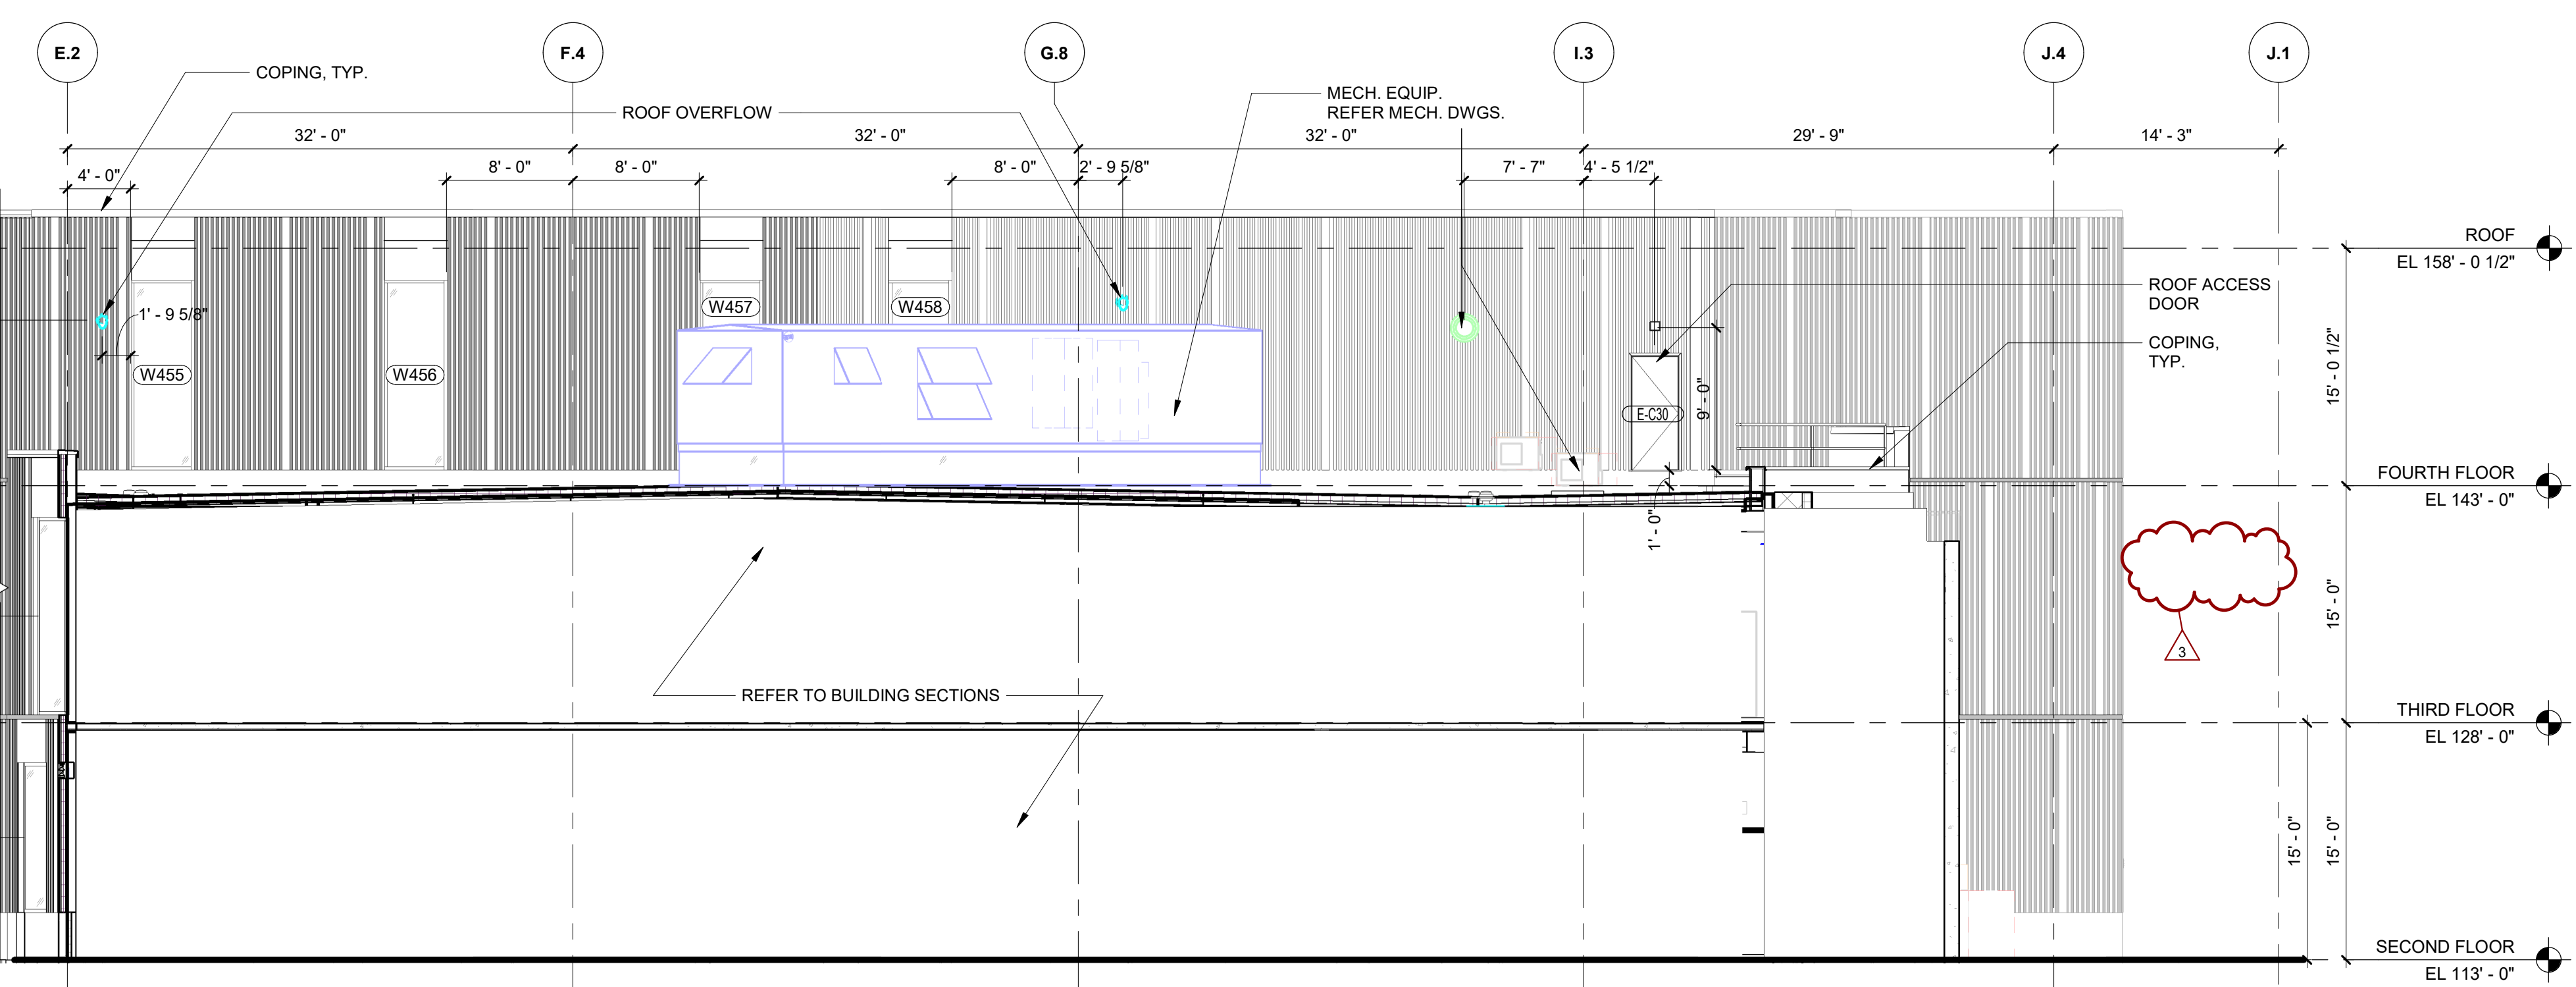 E.2
F.4
G.8
I.3
J.4
J.1
COPING, TYP.
ROOF OVERFLOW
MECH. EQUIP.
REFER MECH. DWGS.
32' - 0"
32' - 0"
32' - 0"
29' - 9"
14' - 3"
4' - 0"
8' - 0"
8' - 0"
8' - 0"
2' - 9 5/8"
7' - 7"
4' - 5 1/2"
ROOF
EL 158' - 0 1/2"
ROOF ACCESS
DOOR
COPING,
TYP.
1' - 9 5/8"
W455
W456
W457
W458
E-C30
9' - 0"
1' - 0"
15' - 0 1/2"
FOURTH FLOOR
EL 143' - 0"
15' - 0"
3
REFER TO BUILDING SECTIONS
THIRD FLOOR
EL 128' - 0"
15' - 0"
15' - 0"
SECOND FLOOR
EL 113' - 0"